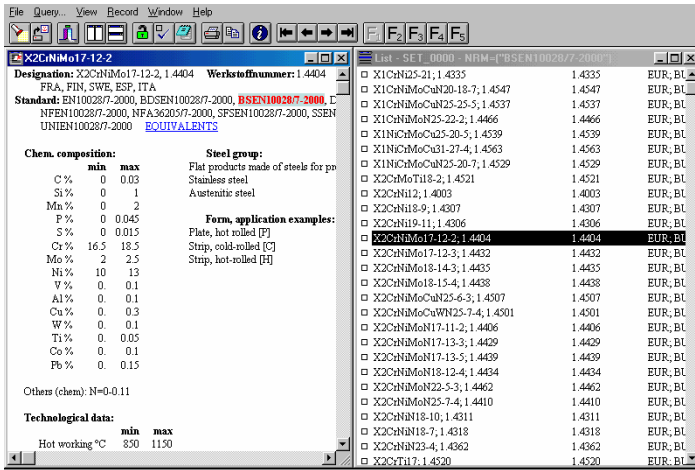 File Query... View Record Window Help
F1 F2 F3 F4 F5
X2CrNiMo17-12-2
Designation: X2CrNiMo17-12-2, 1.4404 Werkstoffnummer: 1.4404
FRA, FIN, SWE, ESP, ITA
Standard: EN10028/7-2000, BDSEN10028/7-2000, BSEN10028/7-2000, D
NFEN10028/7-2000, NFA36205/7-2000, SFSEN10028/7-2000, SSEN
UNIEN10028/7-2000 EQUIVALENTS
Chem. composition:
min max
C % 0 0.03
Si % 0 1
Mn % 0 2
P % 0 0.045
S % 0 0.015
Cr % 16.5 18.5
Mo % 2 2.5
Ni % 10 13
V % 0. 0.1
Al % 0. 0.1
Cu % 0. 0.3
W % 0. 0.1
Ti % 0. 0.05
Co % 0. 0.1
Pb % 0. 0.15
Steel group:
Flat products made of steels for pr
Stainless steel
Austenitic steel
Form, application examples:
Plate, hot rolled [P]
Strip, cold-rolled [C]
Strip, hot-rolled [H]
Others (chem): N=0-0.11
Technological data:
min max
Hot working °C 850 1150
List - SET_0000 - NRM=("BSEN10028/7-2000")
X1CrNi25-21; 1.4335 1.4335 EUR; BU
X1CrNiMoCuN20-18-7; 1.4547 1.4547 EUR; BU
X1CrNiMoCuN25-25-5; 1.4537 1.4537 EUR; BU
X1CrNiMoN25-22-2; 1.4466 1.4466 EUR; BU
X1NiCrMoCu25-20-5; 1.4539 1.4539 EUR; BU
X1NiCrMoCu31-27-4; 1.4563 1.4563 EUR; BU
X1NiCrMoCuN25-20-7; 1.4529 1.4529 EUR; BU
X2CrMoTi18-2; 1.4521 1.4521 EUR; BU
X2CrNi12; 1.4003 1.4003 EUR; BU
X2CrNi18-9; 1.4307 1.4307 EUR; BU
X2CrNi19-11; 1.4306 1.4306 EUR; BU
X2CrNiMo17-12-2; 1.4404 1.4404 EUR; BU
X2CrNiMo17-12-3; 1.4432 1.4432 EUR; BU
X2CrNiMo18-14-3; 1.4435 1.4435 EUR; BU
X2CrNiMo18-15-4; 1.4438 1.4438 EUR; BU
X2CrNiMoCuN25-6-3; 1.4507 1.4507 EUR; BU
X2CrNiMoCuWN25-7-4; 1.4501 1.4501 EUR; BU
X2CrNiMoN17-11-2; 1.4406 1.4406 EUR; BU
X2CrNiMoN17-13-3; 1.4429 1.4429 EUR; BU
X2CrNiMoN17-13-5; 1.4439 1.4439 EUR; BU
X2CrNiMoN18-12-4; 1.4434 1.4434 EUR; BU
X2CrNiMoN22-5-3; 1.4462 1.4462 EUR; BU
X2CrNiMoN25-7-4; 1.4410 1.4410 EUR; BU
X2CrNiN18-10; 1.4311 1.4311 EUR; BU
X2CrNiN18-7; 1.4318 1.4318 EUR; BU
X2CrNiN23-4; 1.4362 1.4362 EUR; BU
X2CrTi17; 1.4520 1.4520 EUR; BU